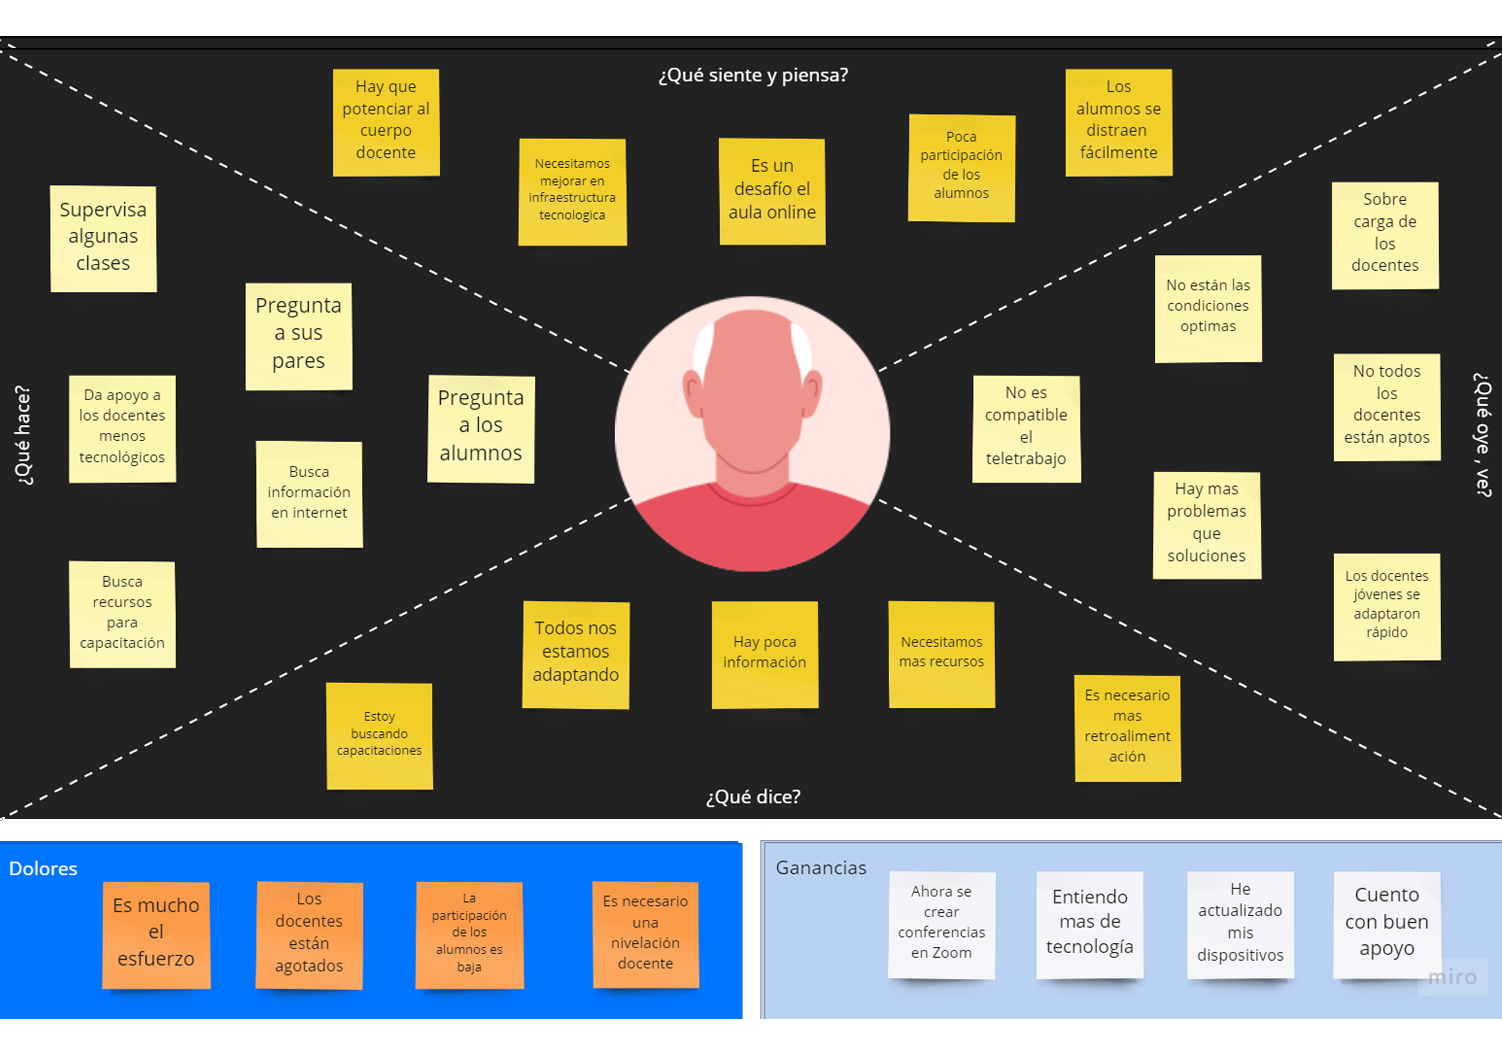 ¿Qué siente y piensa?
Hay que
potenciar al
cuerpo
docente
Necesitamos
mejorar en
infraestructura
tecnologica
Es un
desafío el
aula online
Poca
participación
de los
alumnos
Los
alumnos se
distraen
fácilmente
¿Qué hace?
Supervisa
algunas
clases
Pregunta
a sus
pares
Da apoyo a
los docentes
menos
tecnológicos
Pregunta
a los
alumnos
Busca
información
en internet
Busca
recursos
para
capacitación
¿Qué oye , ve?
Sobre
carga de
los
docentes
No están las
condiciones
optimas
No es
compatible
el
teletrabajo
No todos
los
docentes
están aptos
Hay mas
problemas
que
soluciones
Los docentes
jóvenes se
adaptaron
rápido
Todos nos
estamos
adaptando
Hay poca
información
Necesitamos
mas recursos
Estoy
buscando
capacitaciones
Es necesario
mas
retroaliment
ación
¿Qué dice?
Dolores
Es mucho
el
esfuerzo
Los
docentes
están
agotados
La
participación
de los
alumnos es
baja
Es necesario
una
nivelación
docente
Ganancias
Ahora se
crear
conferencias
en Zoom
Entiendo
mas de
tecnología
He
actualizado
mis
dispositivos
Cuento
con buen
apoyo
miro